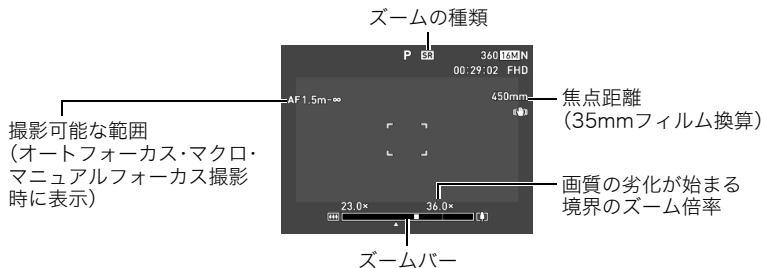 ズームの種類
P SR 360 16M N
00:29:02 FHD
AF1.5m-∞
450mm
焦点距離
（35mmフィルム換算）
撮影可能な範囲
（オートフォーカス･マクロ･
マニュアルフォーカス撮影
時に表示）
画質の劣化が始まる
境界のズーム倍率
23.0× 36.0×
ズームバー